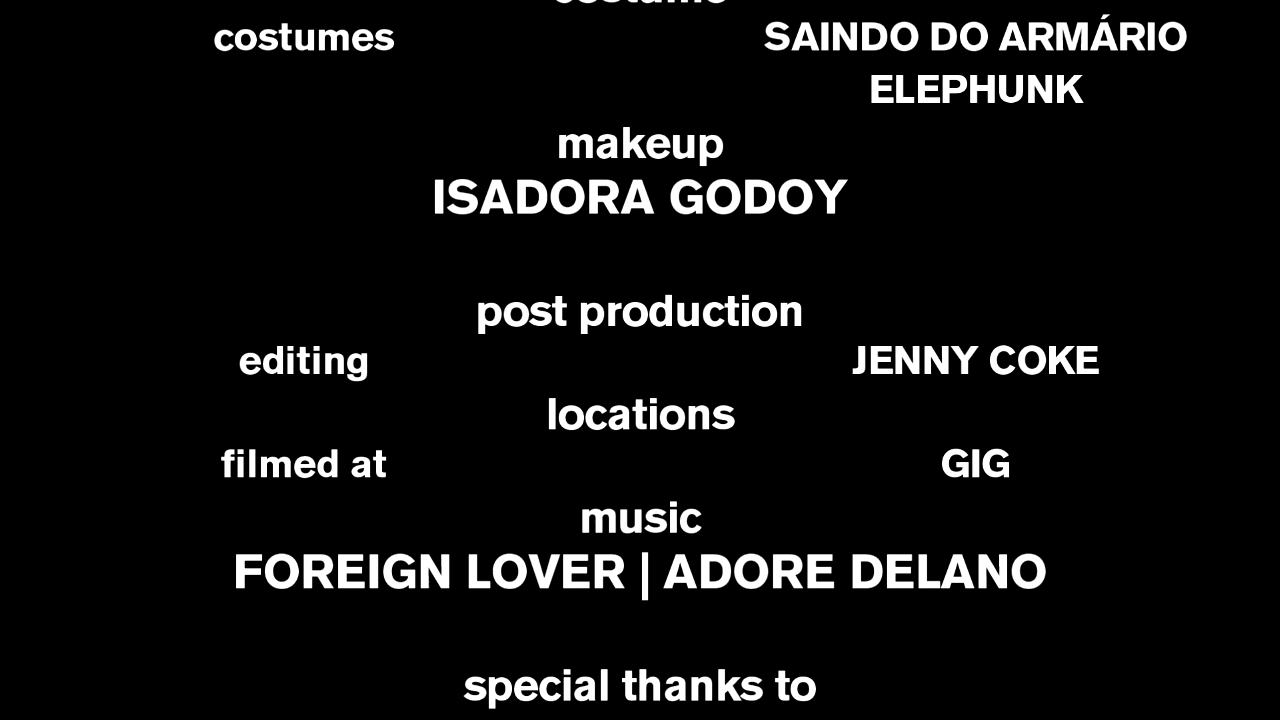 costume
costumes SAINDO DO ARMÁRIO
ELEPHUNK
makeup
ISADORA GODOY
post production
editing JENNY COKE
locations
filmed at GIG
music
FOREIGN LOVER | ADORE DELANO
special thanks to